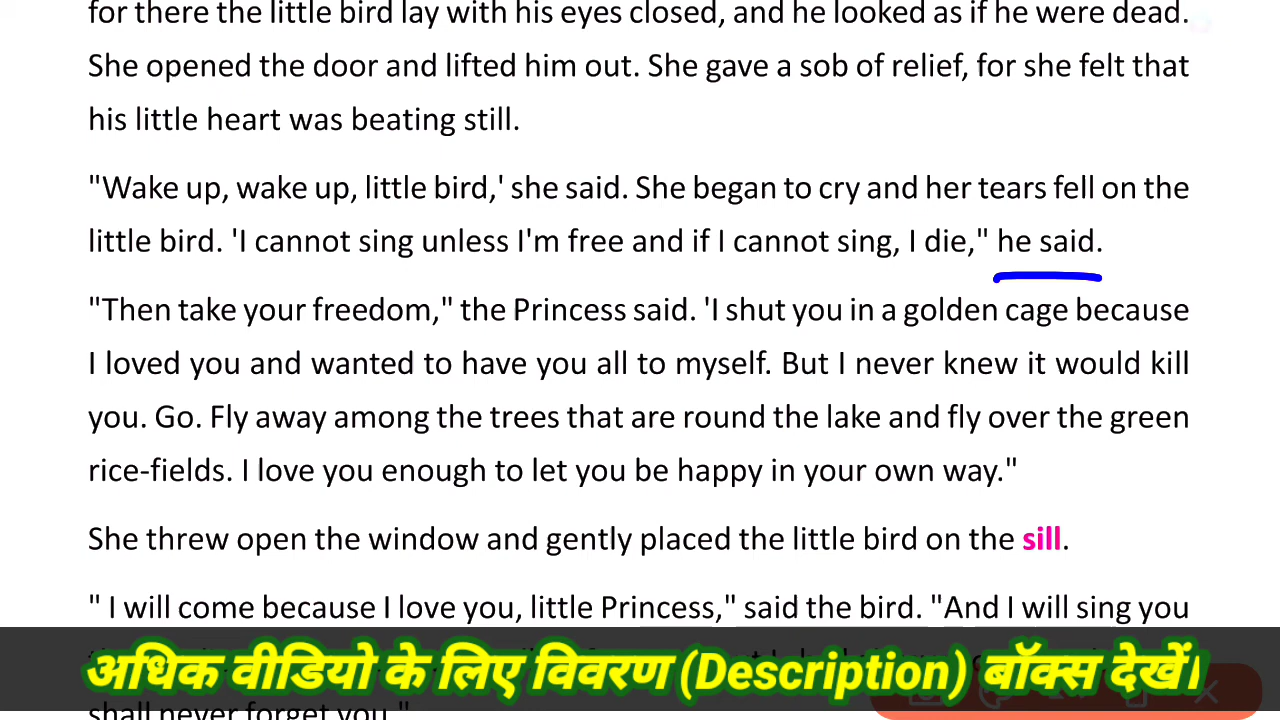 for there the little bird lay with his eyes closed, and he looked as if he were dead.
She opened the door and lifted him out. She gave a sob of relief, for she felt that
his little heart was beating still.
"Wake up, wake up, little bird,' she said. She began to cry and her tears fell on the
little bird. 'I cannot sing unless I'm free and if I cannot sing, I die," he said.
"Then take your freedom," the Princess said. 'I shut you in a golden cage because
I loved you and wanted to have you all to myself. But I never knew it would kill
you. Go. Fly away among the trees that are round the lake and fly over the green
rice-fields. I love you enough to let you be happy in your own way."
She threw open the window and gently placed the little bird on the sill.
" I will come because I love you, little Princess," said the bird. "And I will sing you
अधिक वीडियो के लिए विवरण (Description) बॉक्स देखें।
shall never forget you."